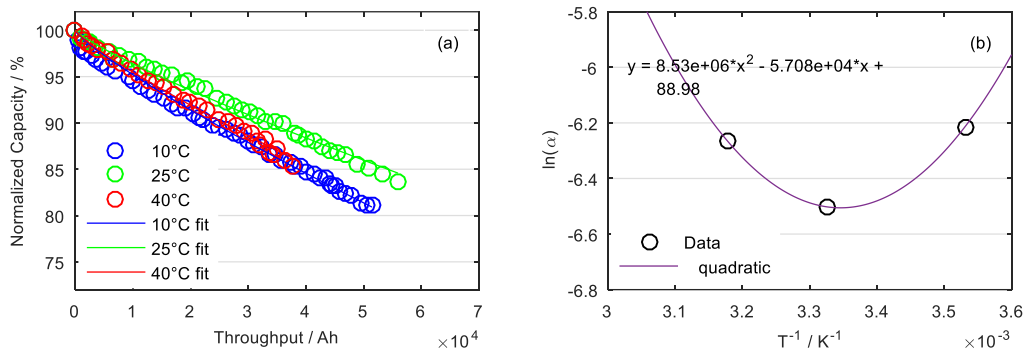 (a)
100
95
90
85
80
75
Normalized Capacity / %
10°C
25°C
40°C
10°C fit
25°C fit
40°C fit
0 1 2 3 4 5 6 7
Throughput / Ah
×10⁴
(b)
-5.8
-6
-6.2
-6.4
-6.6
-6.8
ln(α)
y = 8.53e+06*x² - 5.708e+04*x +
88.98
Data
quadratic
3 3.1 3.2 3.3 3.4 3.5 3.6
T⁻¹ / K⁻¹
×10⁻³